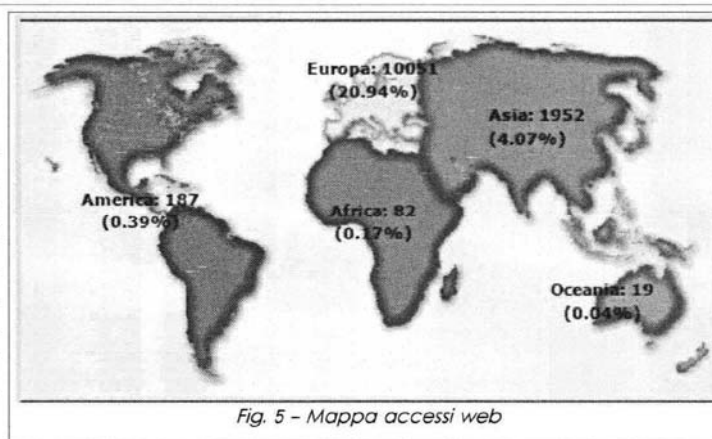 Europa: 10051
(20.94%)
Asia: 1952
(4.07%)
America: 187
(0.39%)
Africa: 82
(0.17%)
Oceania: 19
(0.04%)
Fig. 5 – Mappa accessi web